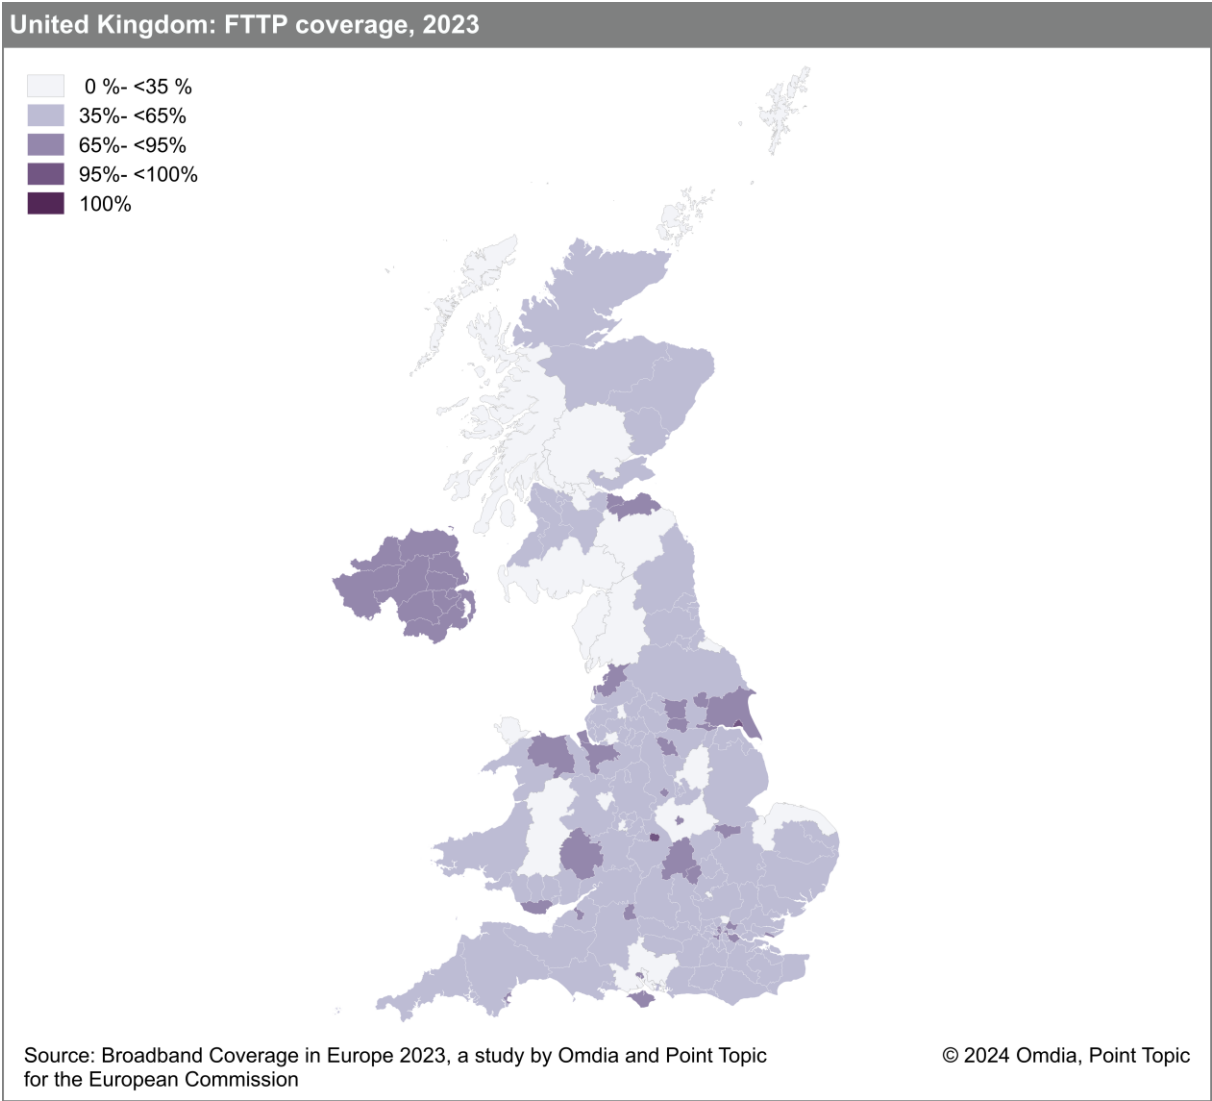 United Kingdom: FTTP coverage, 2023
0 %- <35 %
35%- <65%
65%- <95%
95%- <100%
100%
Source: Broadband Coverage in Europe 2023, a study by Omdia and Point Topic
for the European Commission
© 2024 Omdia, Point Topic